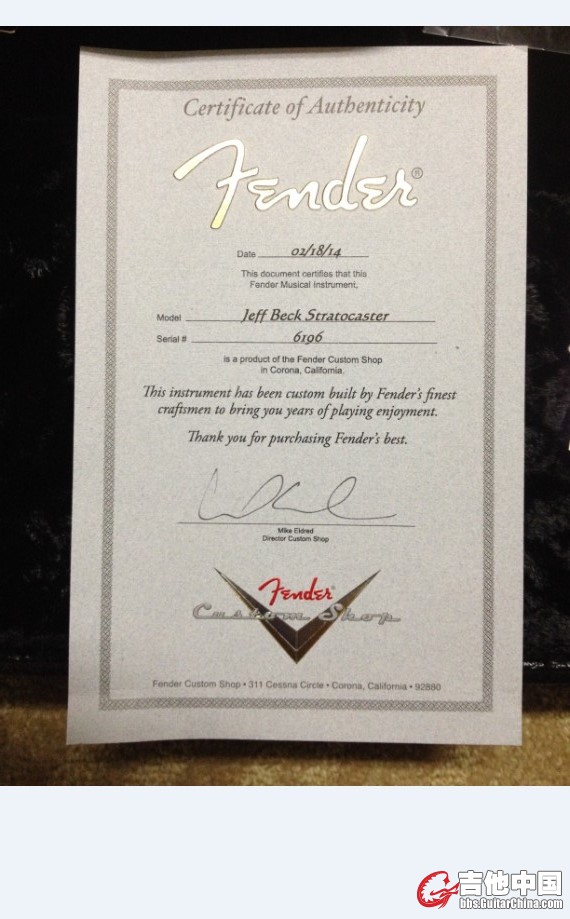 Certificate of Authenticity
Fender®
Date 02/18/14
This document certifies that this
Fender Musical Instrument,
Model Jeff Beck Stratocaster
Serial # 6196
is a product of the Fender Custom Shop
in Corona, California.
This instrument has been custom built by Fender's finest
craftsmen to bring you years of playing enjoyment.
Thank you for purchasing Fender's best.
Mike Eldred
Director Custom Shop
Fender®
Custom Shop
Fender Custom Shop • 311 Cessna Circle • Corona, California • 92880
吉他中国
bbs.GuitarChina.com